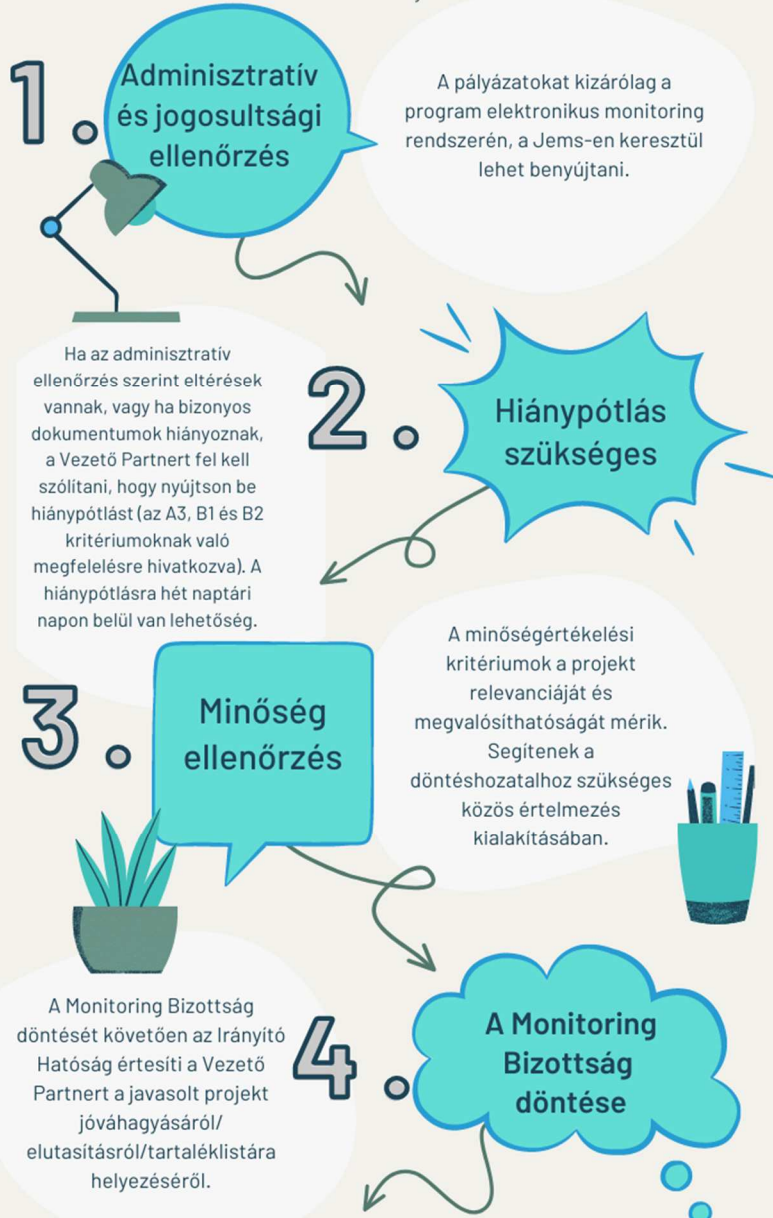 1.
Adminisztratív
és jogosultsági
ellenőrzés
A pályázatokat kizárólag a
program elektronikus monitoring
rendszerén, a Jems-en keresztül
lehet benyújtani.
2.
Hiánypótlás
szükséges
Ha az adminisztratív
ellenőrzés szerint eltérések
vannak, vagy ha bizonyos
dokumentumok hiányoznak,
a Vezető Partnert fel kell
szólítani, hogy nyújtson be
hiánypótlást (az A3, B1 és B2
kritériumoknak való
megfelelésre hivatkozva). A
hiánypótlásra hét naptári
napon belül van lehetőség.
3.
Minőség
ellenőrzés
A minőségértékelési
kritériumok a projekt
relevanciáját és
megvalósíthatóságát mérik.
Segítenek a
döntéshozatalhoz szükséges
közös értelmezés
kialakításában.
4.
A Monitoring
Bizottság
döntése
A Monitoring Bizottság
döntését követően az Irányító
Hatóság értesíti a Vezető
Partnert a javasolt projekt
jóváhagyásáról/
elutasításról/tartaléklistára
helyezéséről.